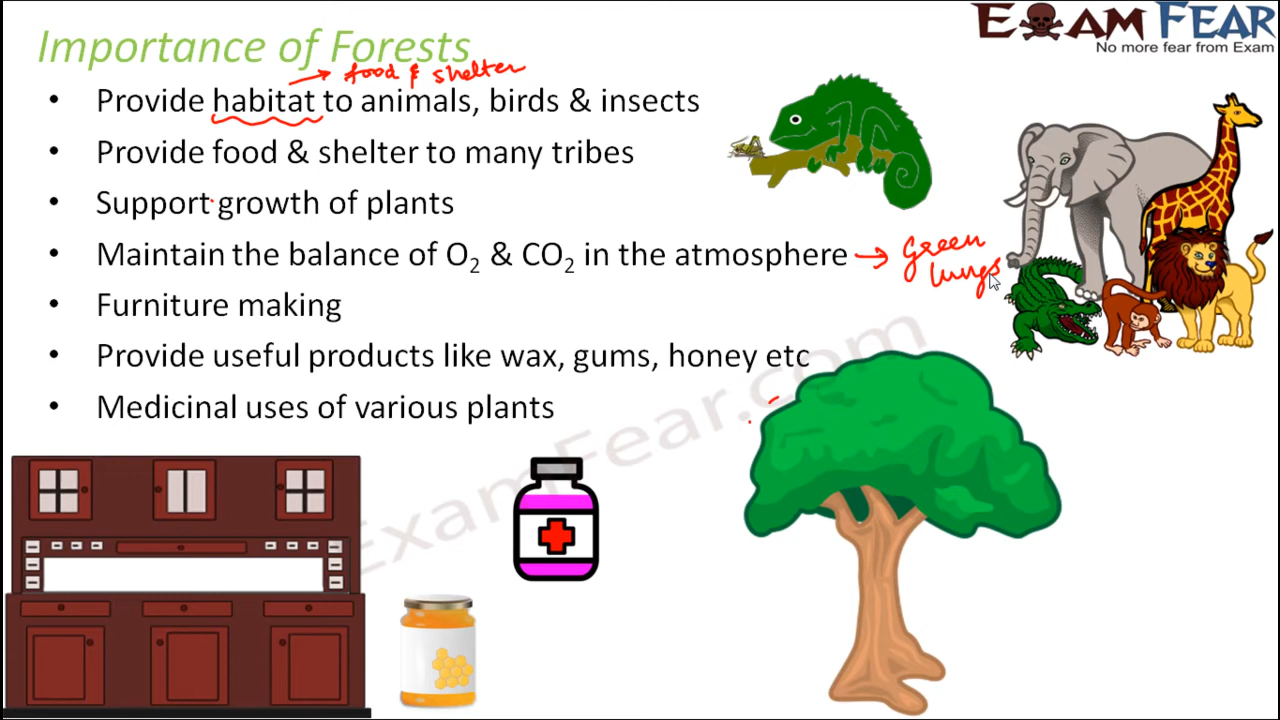 EXAM FEAR
No more fear from Exam
Importance of Forests
→ food & shelter
• Provide habitat to animals, birds & insects
• Provide food & shelter to many tribes
• Support growth of plants
• Maintain the balance of O₂ & CO₂ in the atmosphere → Green
lungs
• Furniture making
• Provide useful products like wax, gums, honey etc
• Medicinal uses of various plants
ExamFear.com